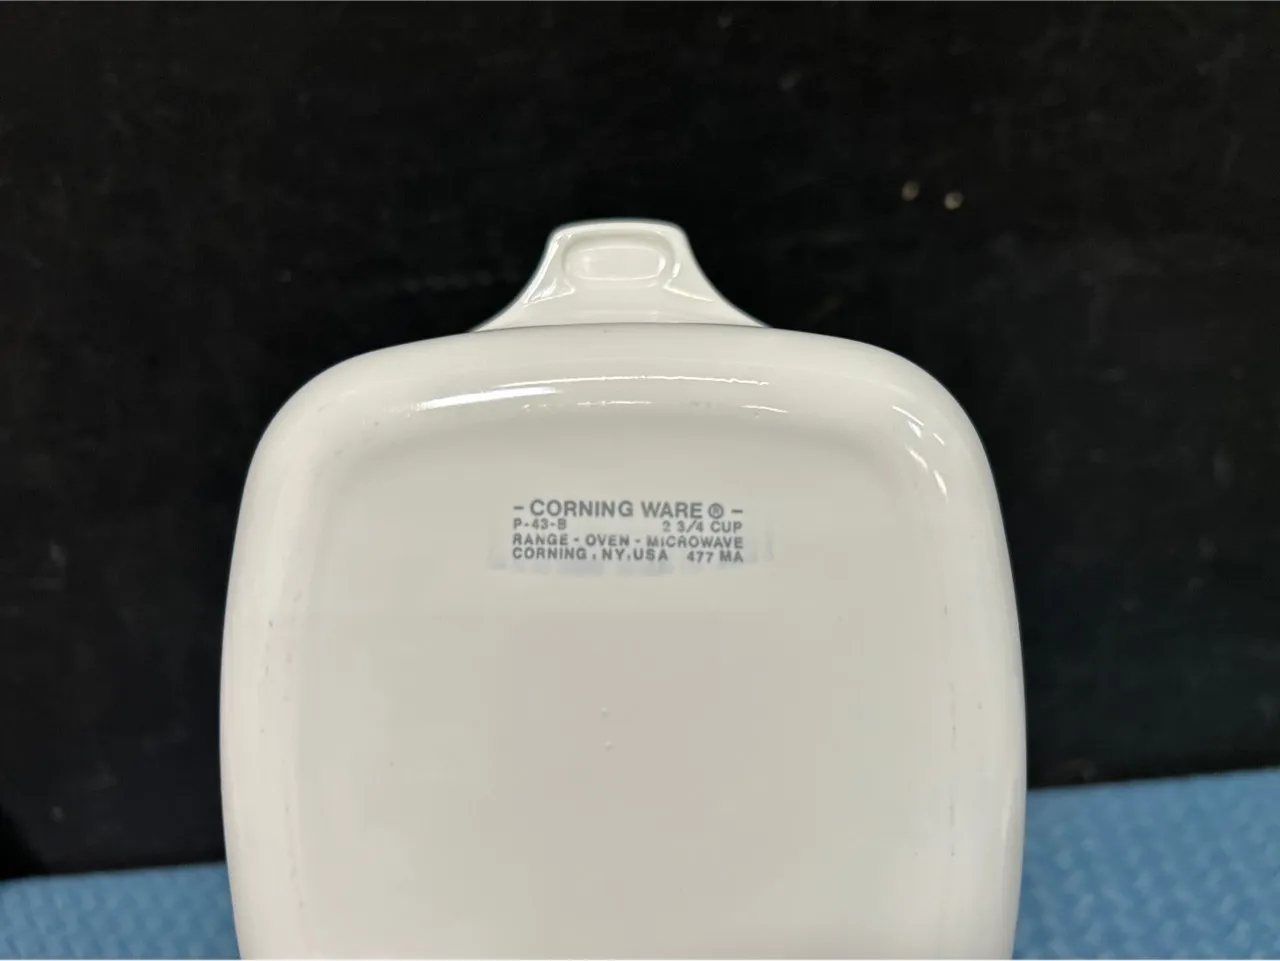 - CORNING WARE ® -
P-43-B 2 3/4 CUP
RANGE - OVEN - MICROWAVE
CORNING , NY, USA 477 MA